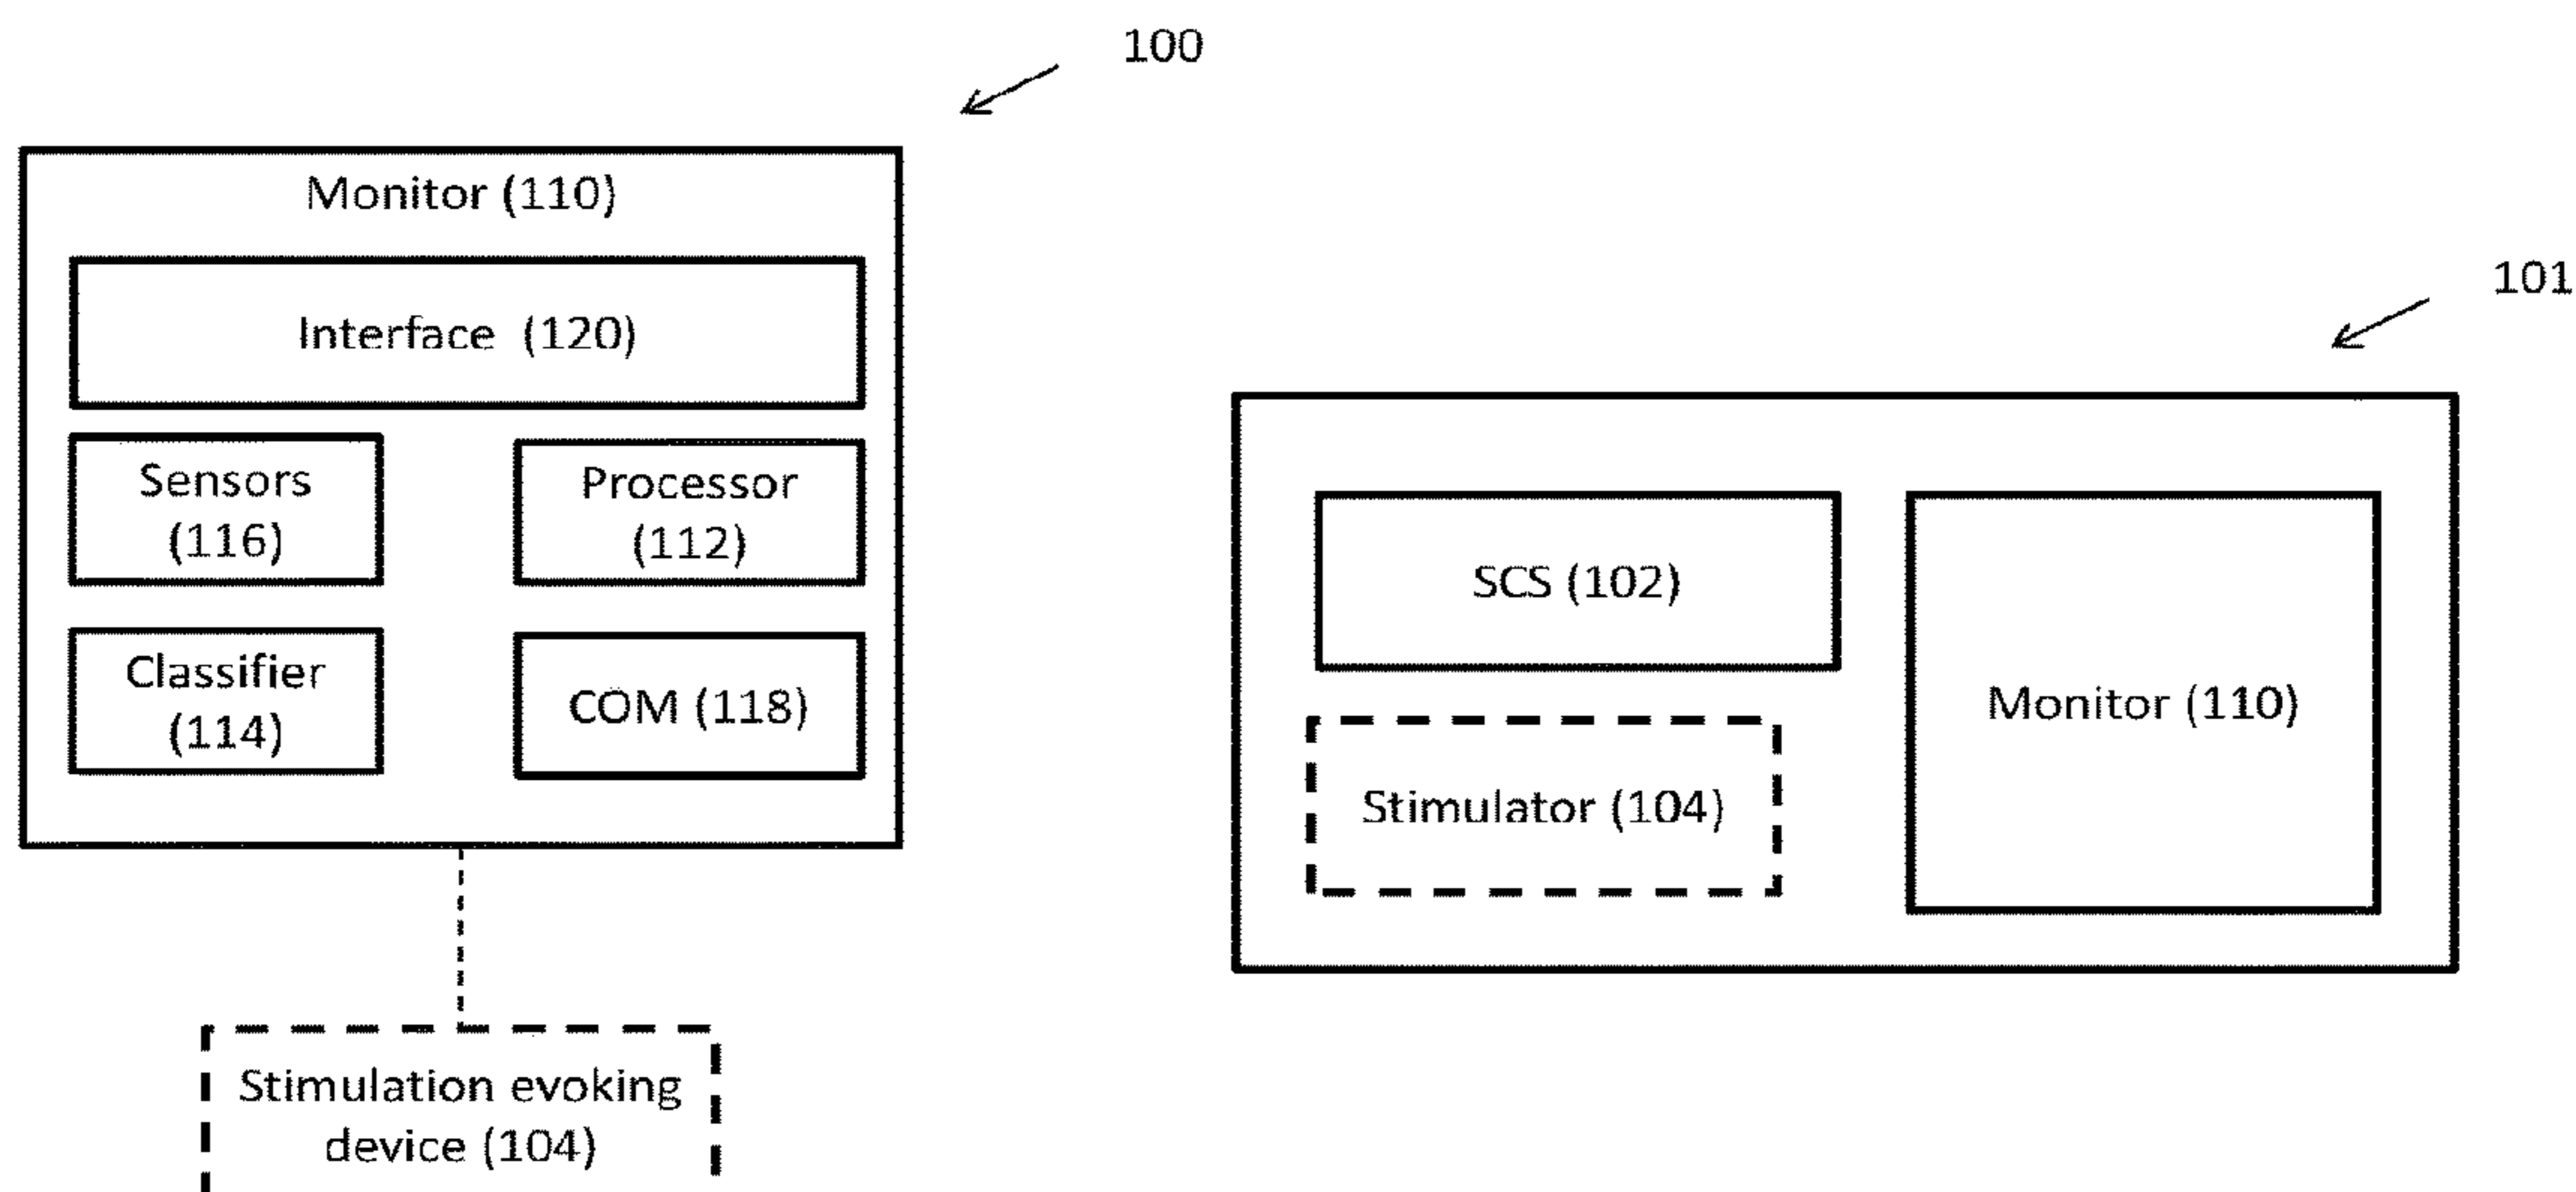 100
Monitor (110)
Interface (120)
Sensors
(116)
Processor
(112)
Classifier
(114)
COM (118)
Stimulation evoking
device (104)
101
SCS (102)
Stimulator (104)
Monitor (110)